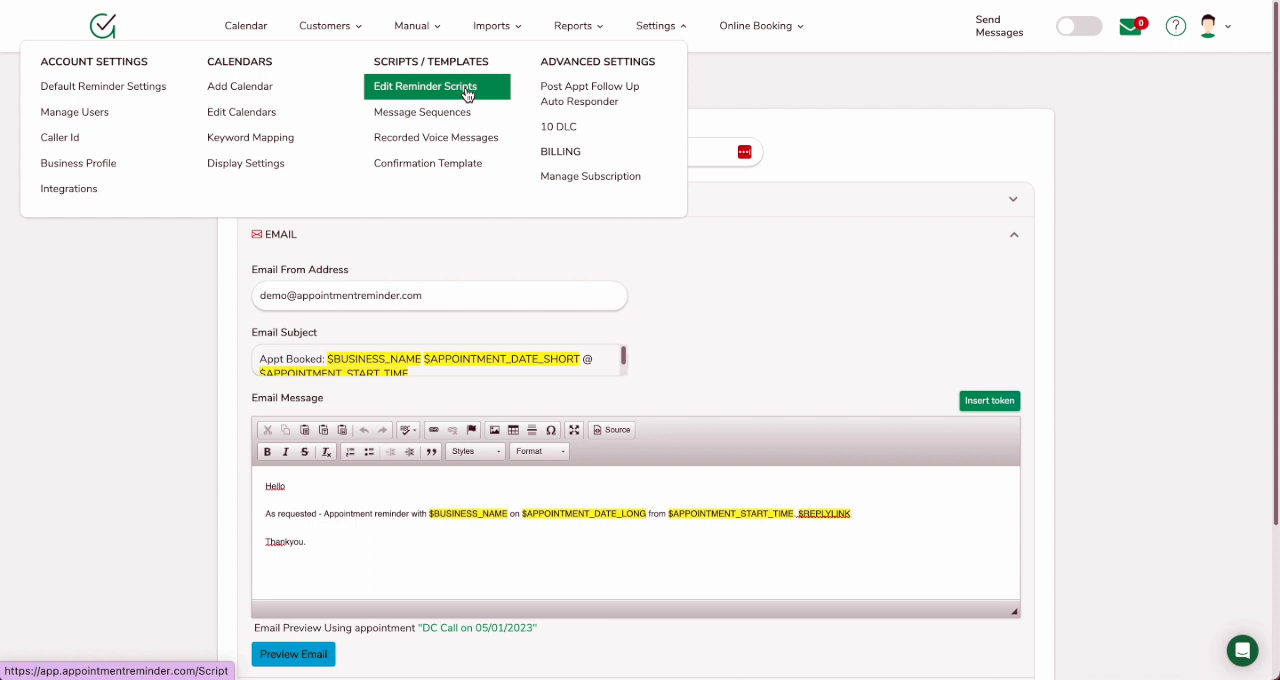 Calendar Customers Manual Imports Reports Settings Online Booking
Send
Messages
0
?
ACCOUNT SETTINGS
Default Reminder Settings
Manage Users
Caller Id
Business Profile
Integrations
CALENDARS
Add Calendar
Edit Calendars
Keyword Mapping
Display Settings
SCRIPTS / TEMPLATES
Edit Reminder Scripts
Message Sequences
Recorded Voice Messages
Confirmation Template
ADVANCED SETTINGS
Post Appt Follow Up
Auto Responder
10 DLC
BILLING
Manage Subscription
EMAIL
Email From Address
demo@appointmentreminder.com
Email Subject
Appt Booked: $BUSINESS_NAME $APPOINTMENT_DATE_SHORT @
$APPOINTMENT_START_TIME
Email Message
Insert token
Source
B I S Styles Format
Hello
As requested - Appointment reminder with $BUSINESS_NAME on $APPOINTMENT_DATE_LONG from $APPOINTMENT_START_TIME. $REPLYLINK
Thankyou.
Email Preview Using appointment "DC Call on 05/01/2023"
Preview Email
https://app.appointmentreminder.com/Script